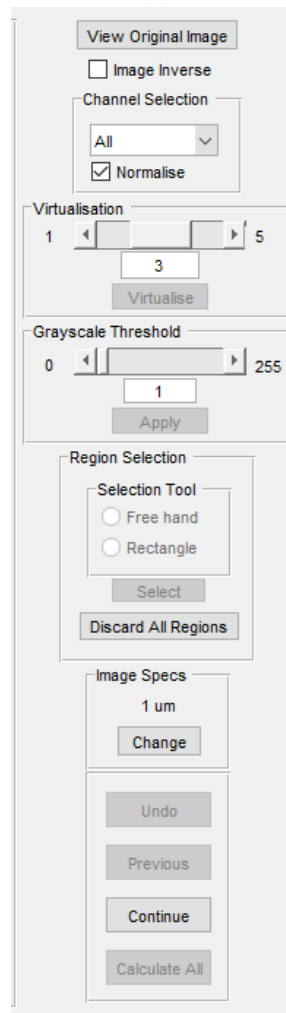 View Original Image
Image Inverse
Channel Selection
All
Normalise
Virtualisation
1 5
3
Virtualise
Grayscale Threshold
0 255
1
Apply
Region Selection
Selection Tool
Free hand
Rectangle
Select
Discard All Regions
Image Specs
1 um
Change
Undo
Previous
Continue
Calculate All